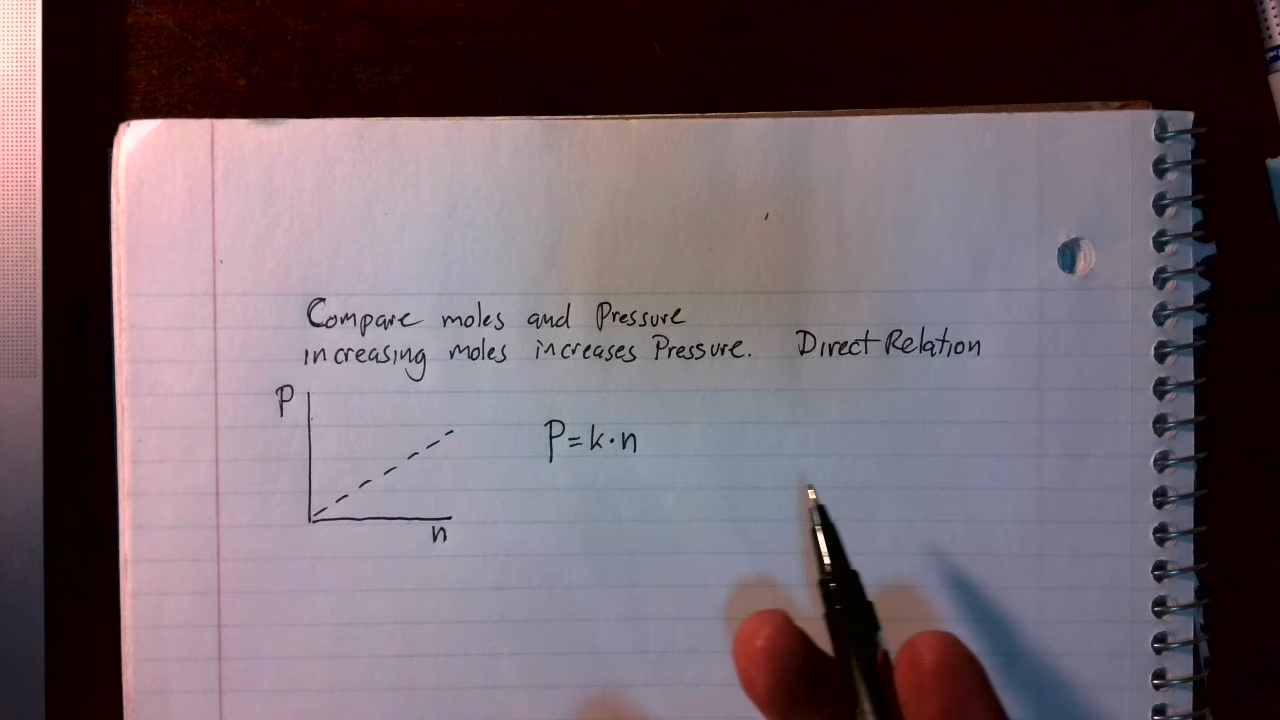 Compare moles and Pressure
increasing moles increases Pressure. Direct Relation
P
P=k·n
n